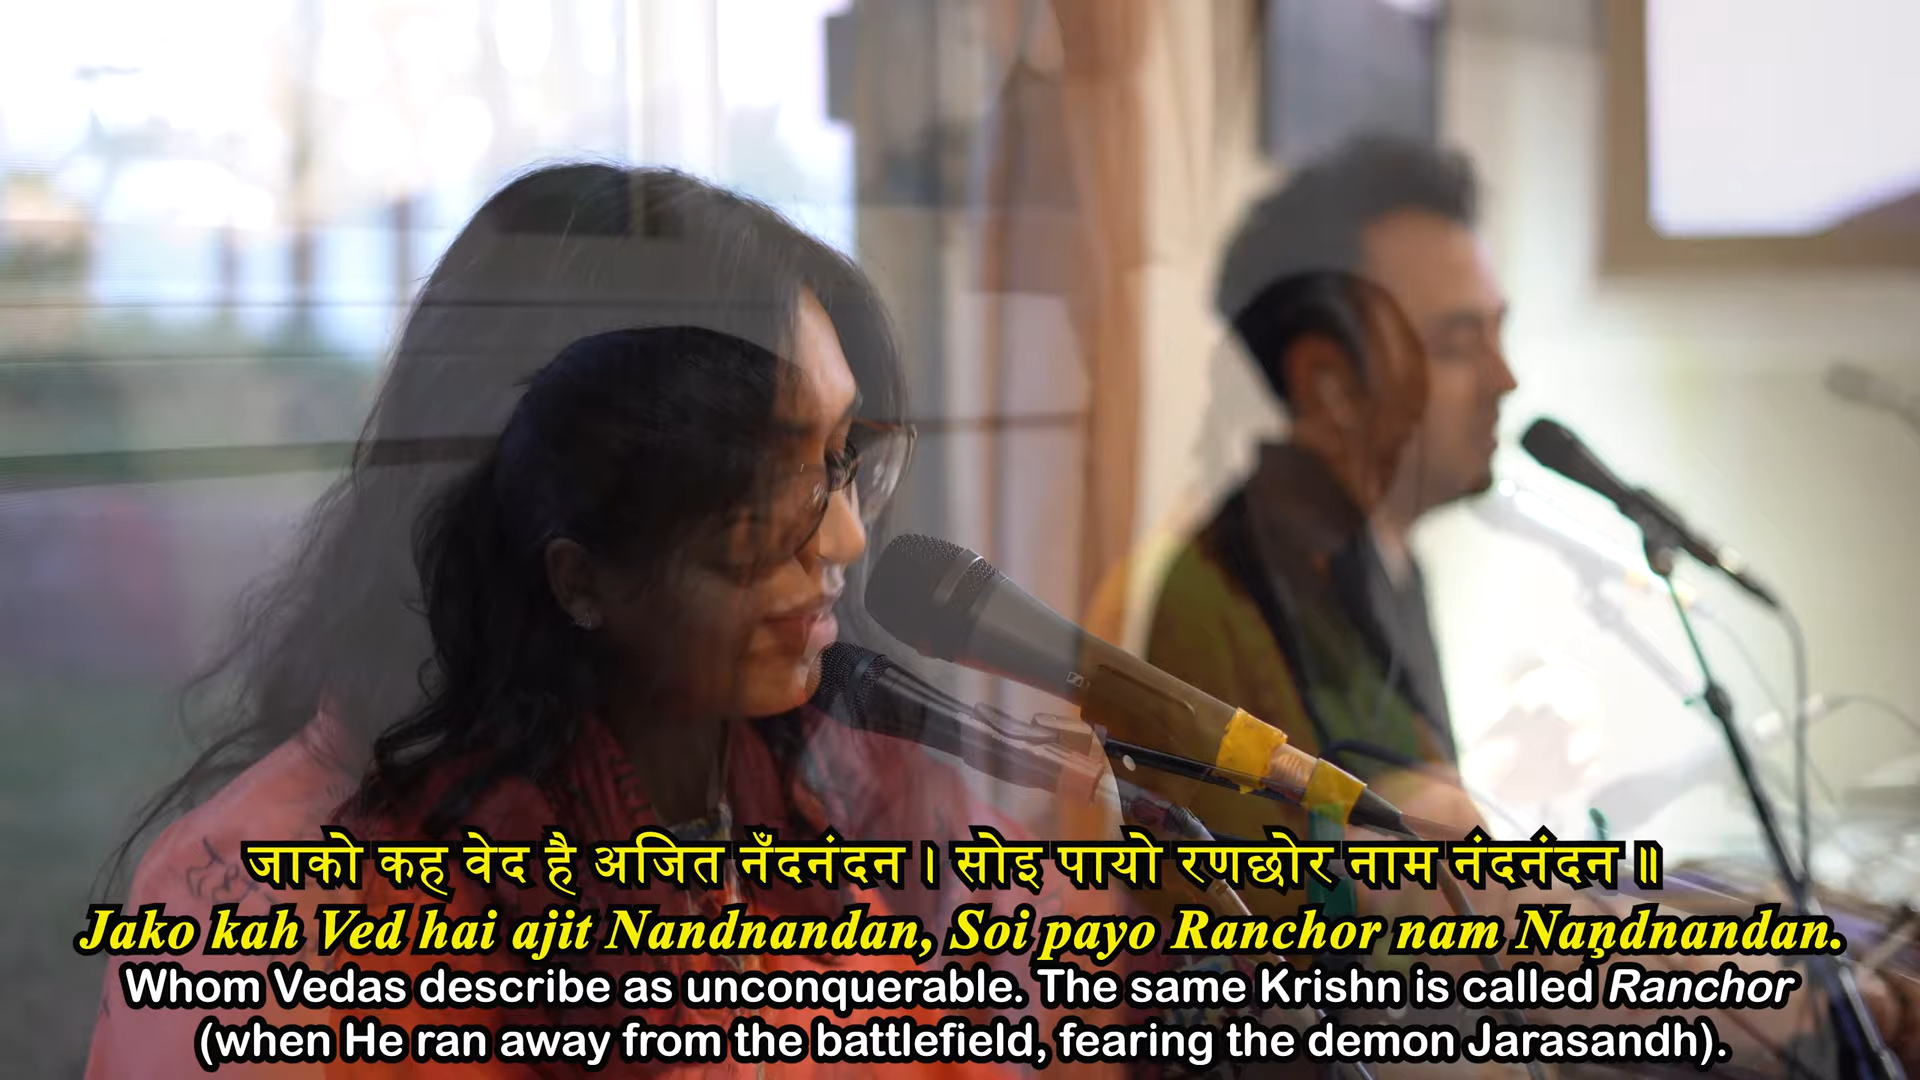 जाको कह वेद है अजित नँदनंदन । सोइ पायो रणछोर नाम नंदनंदन ॥
Jako kah Ved hai ajit Nandnandan, Soi payo Ranchor nam Naņdnandan.
Whom Vedas describe as unconquerable. The same Krishn is called Ranchor
(when He ran away from the battlefield, fearing the demon Jarasandh).